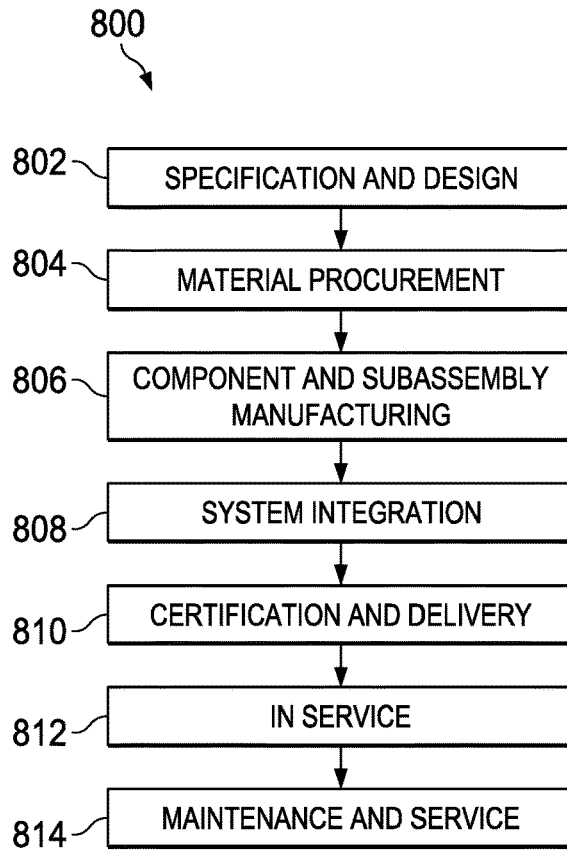 800
802
SPECIFICATION AND DESIGN
804
MATERIAL PROCUREMENT
806
COMPONENT AND SUBASSEMBLY
MANUFACTURING
808
SYSTEM INTEGRATION
810
CERTIFICATION AND DELIVERY
812
IN SERVICE
814
MAINTENANCE AND SERVICE